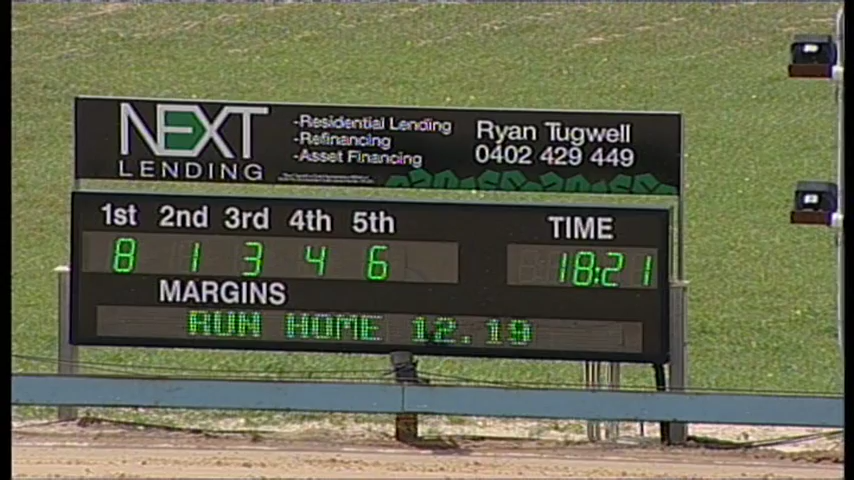 NEXT
LENDING
-Residential Lending
-Refinancing
-Asset Financing
Ryan Tugwell
0402 429 449
1st 2nd 3rd 4th 5th TIME
8 1 3 4 6 18:21
MARGINS
RUN HOME 12.19